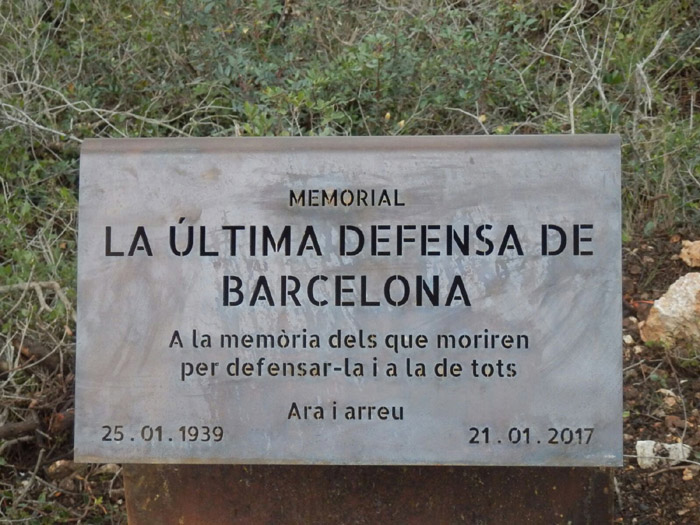 MEMORIAL
LA ÚLTIMA DEFENSA DE
BARCELONA
A la memòria dels que moriren
per defensar-la i a la de tots
Ara i arreu
25.01.1939
21.01.2017